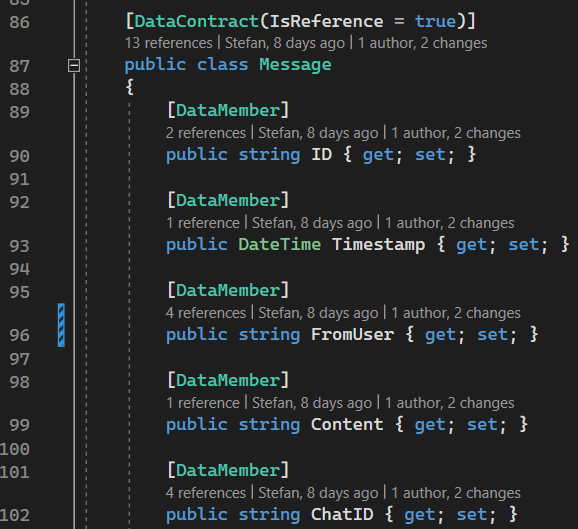 85
86 [DataContract(IsReference = true)]
13 references | Stefan, 8 days ago | 1 author, 2 changes
87 public class Message
88 {
89 [DataMember]
2 references | Stefan, 8 days ago | 1 author, 2 changes
90 public string ID { get; set; }
91
92 [DataMember]
1 reference | Stefan, 8 days ago | 1 author, 2 changes
93 public DateTime Timestamp { get; set; }
94
95 [DataMember]
4 references | Stefan, 8 days ago | 1 author, 2 changes
96 public string FromUser { get; set; }
97
98 [DataMember]
1 reference | Stefan, 8 days ago | 1 author, 2 changes
99 public string Content { get; set; }
100
101 [DataMember]
4 references | Stefan, 8 days ago | 1 author, 2 changes
102 public string ChatID { get; set; }